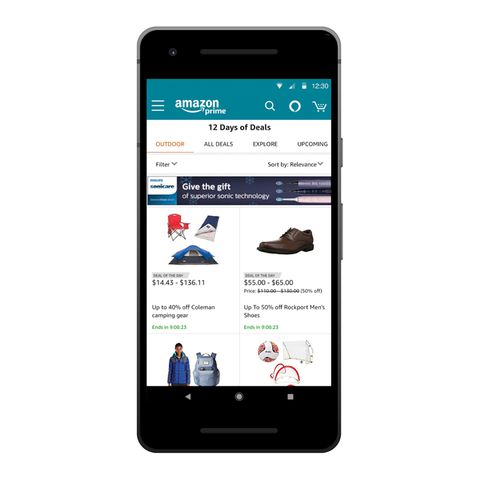 12:30
amazon
prime
12 Days of Deals
OUTDOOR ALL DEALS EXPLORE UPCOMING
Filter Sort by: Relevance
PHILIPS
sonicare
Give the gift
of superior sonic technology
DEAL OF THE DAY
$14.43 - $136.11
Up to 40% off Coleman
camping gear
Ends in 9:08:23
DEAL OF THE DAY
$55.00 - $65.00
Price: $110.00 - $130.00 (50% off)
Up To 50% off Rockport Men's
Shoes
Ends in 9:08:23